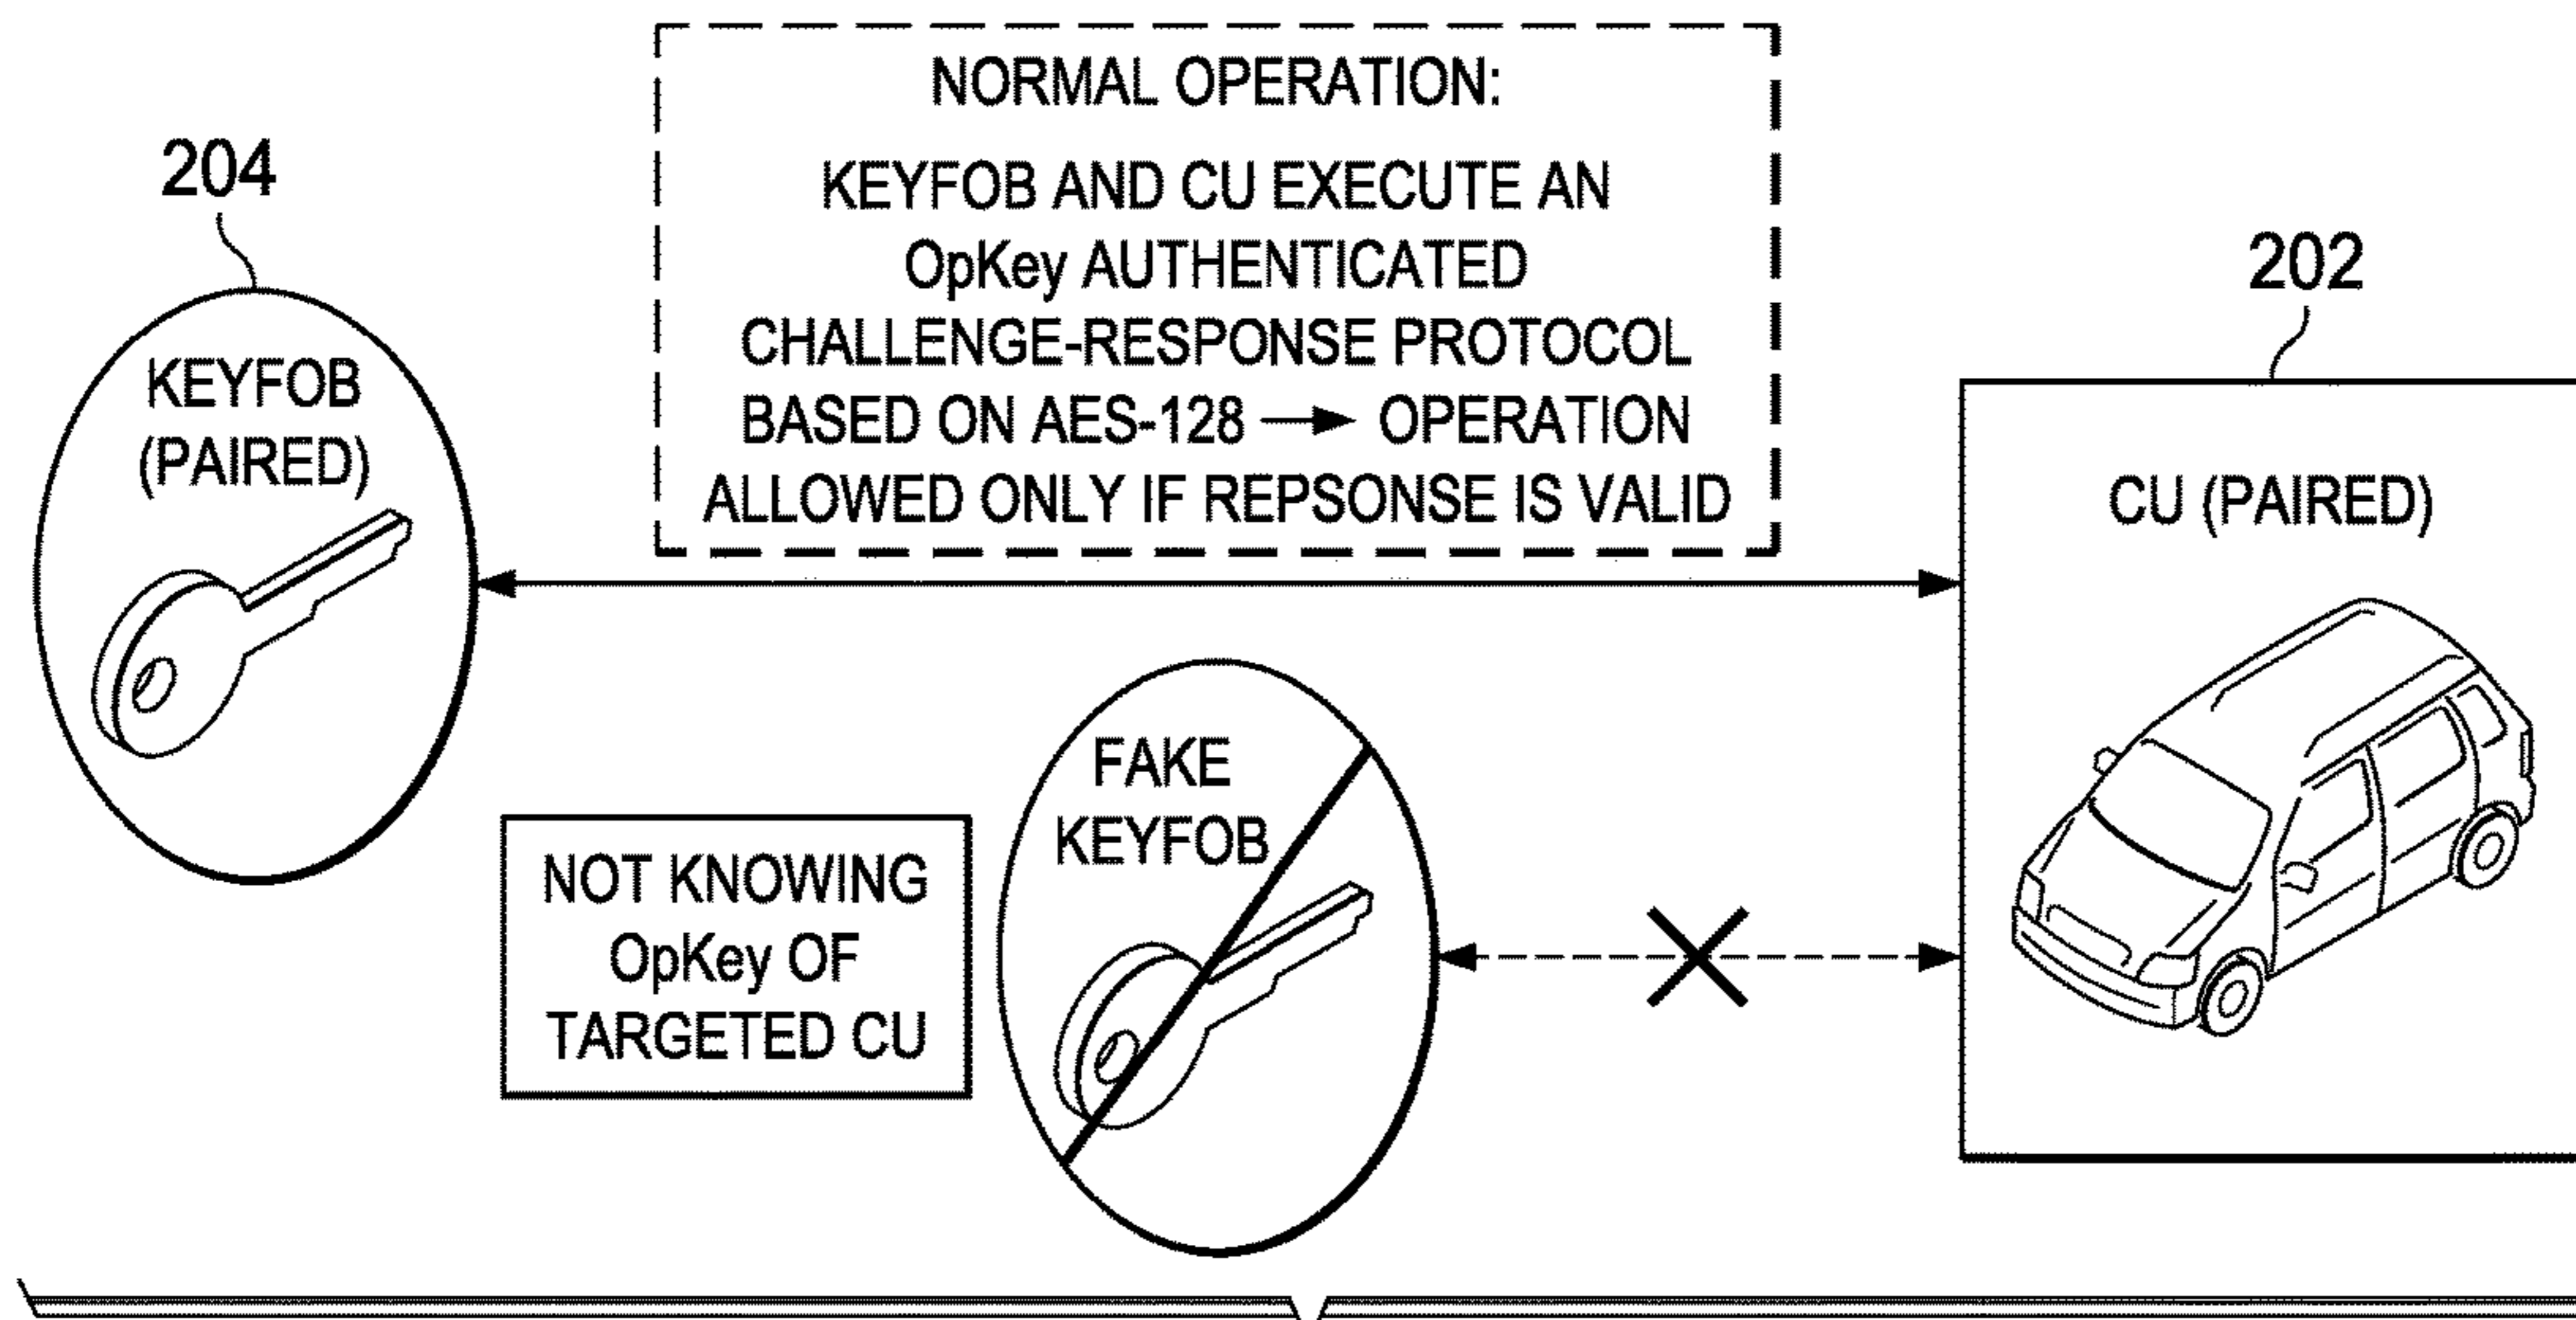 NORMAL OPERATION:
KEYFOB AND CU EXECUTE AN
OpKey AUTHENTICATED
CHALLENGE-RESPONSE PROTOCOL
BASED ON AES-128 → OPERATION
ALLOWED ONLY IF REPSONSE IS VALID
204
KEYFOB
(PAIRED)
202
CU (PAIRED)
FAKE
KEYFOB
NOT KNOWING
OpKey OF
TARGETED CU